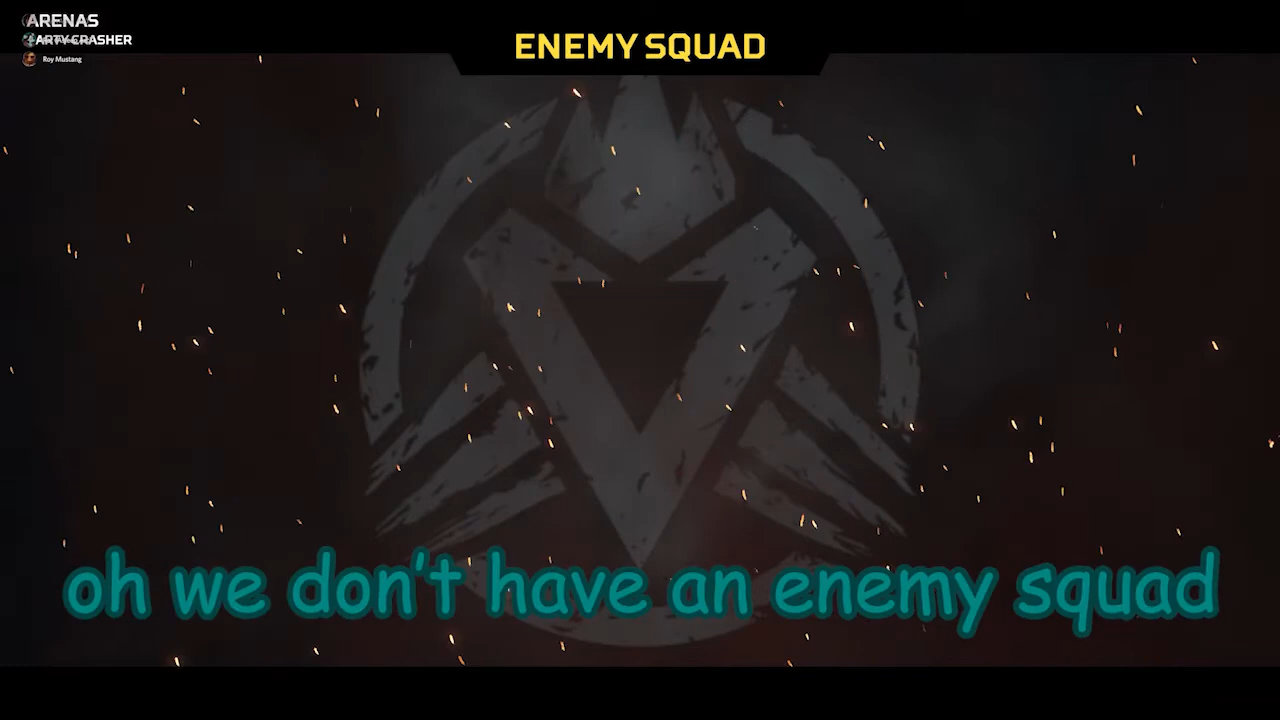 ARENAS
ARTY CRASHER
Roy Mustang
ENEMY SQUAD
oh we don't have an enemy squad